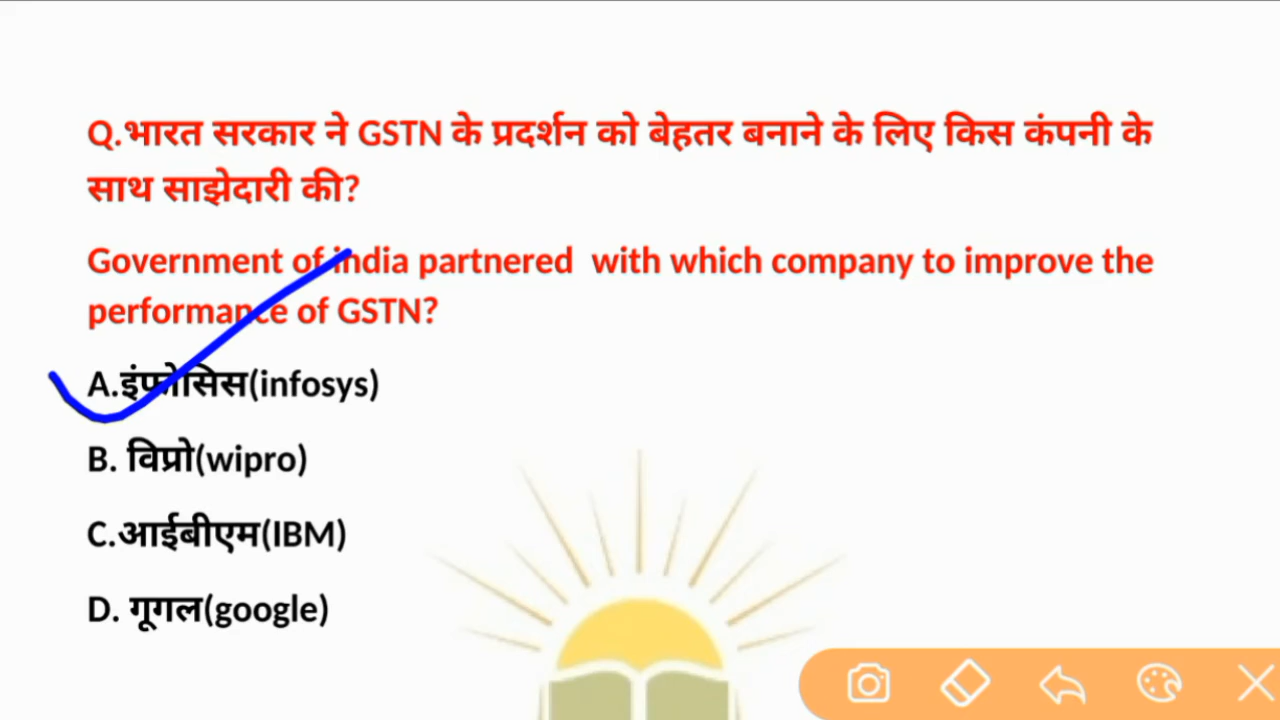 Q.भारत सरकार ने GSTN के प्रदर्शन को बेहतर बनाने के लिए किस कंपनी के
साथ साझेदारी की?
Government of india partnered  with which company to improve the
performance of GSTN?
A.इंफोसिस(infosys)
B. विप्रो(wipro)
C.आईबीएम(IBM)
D. गूगल(google)